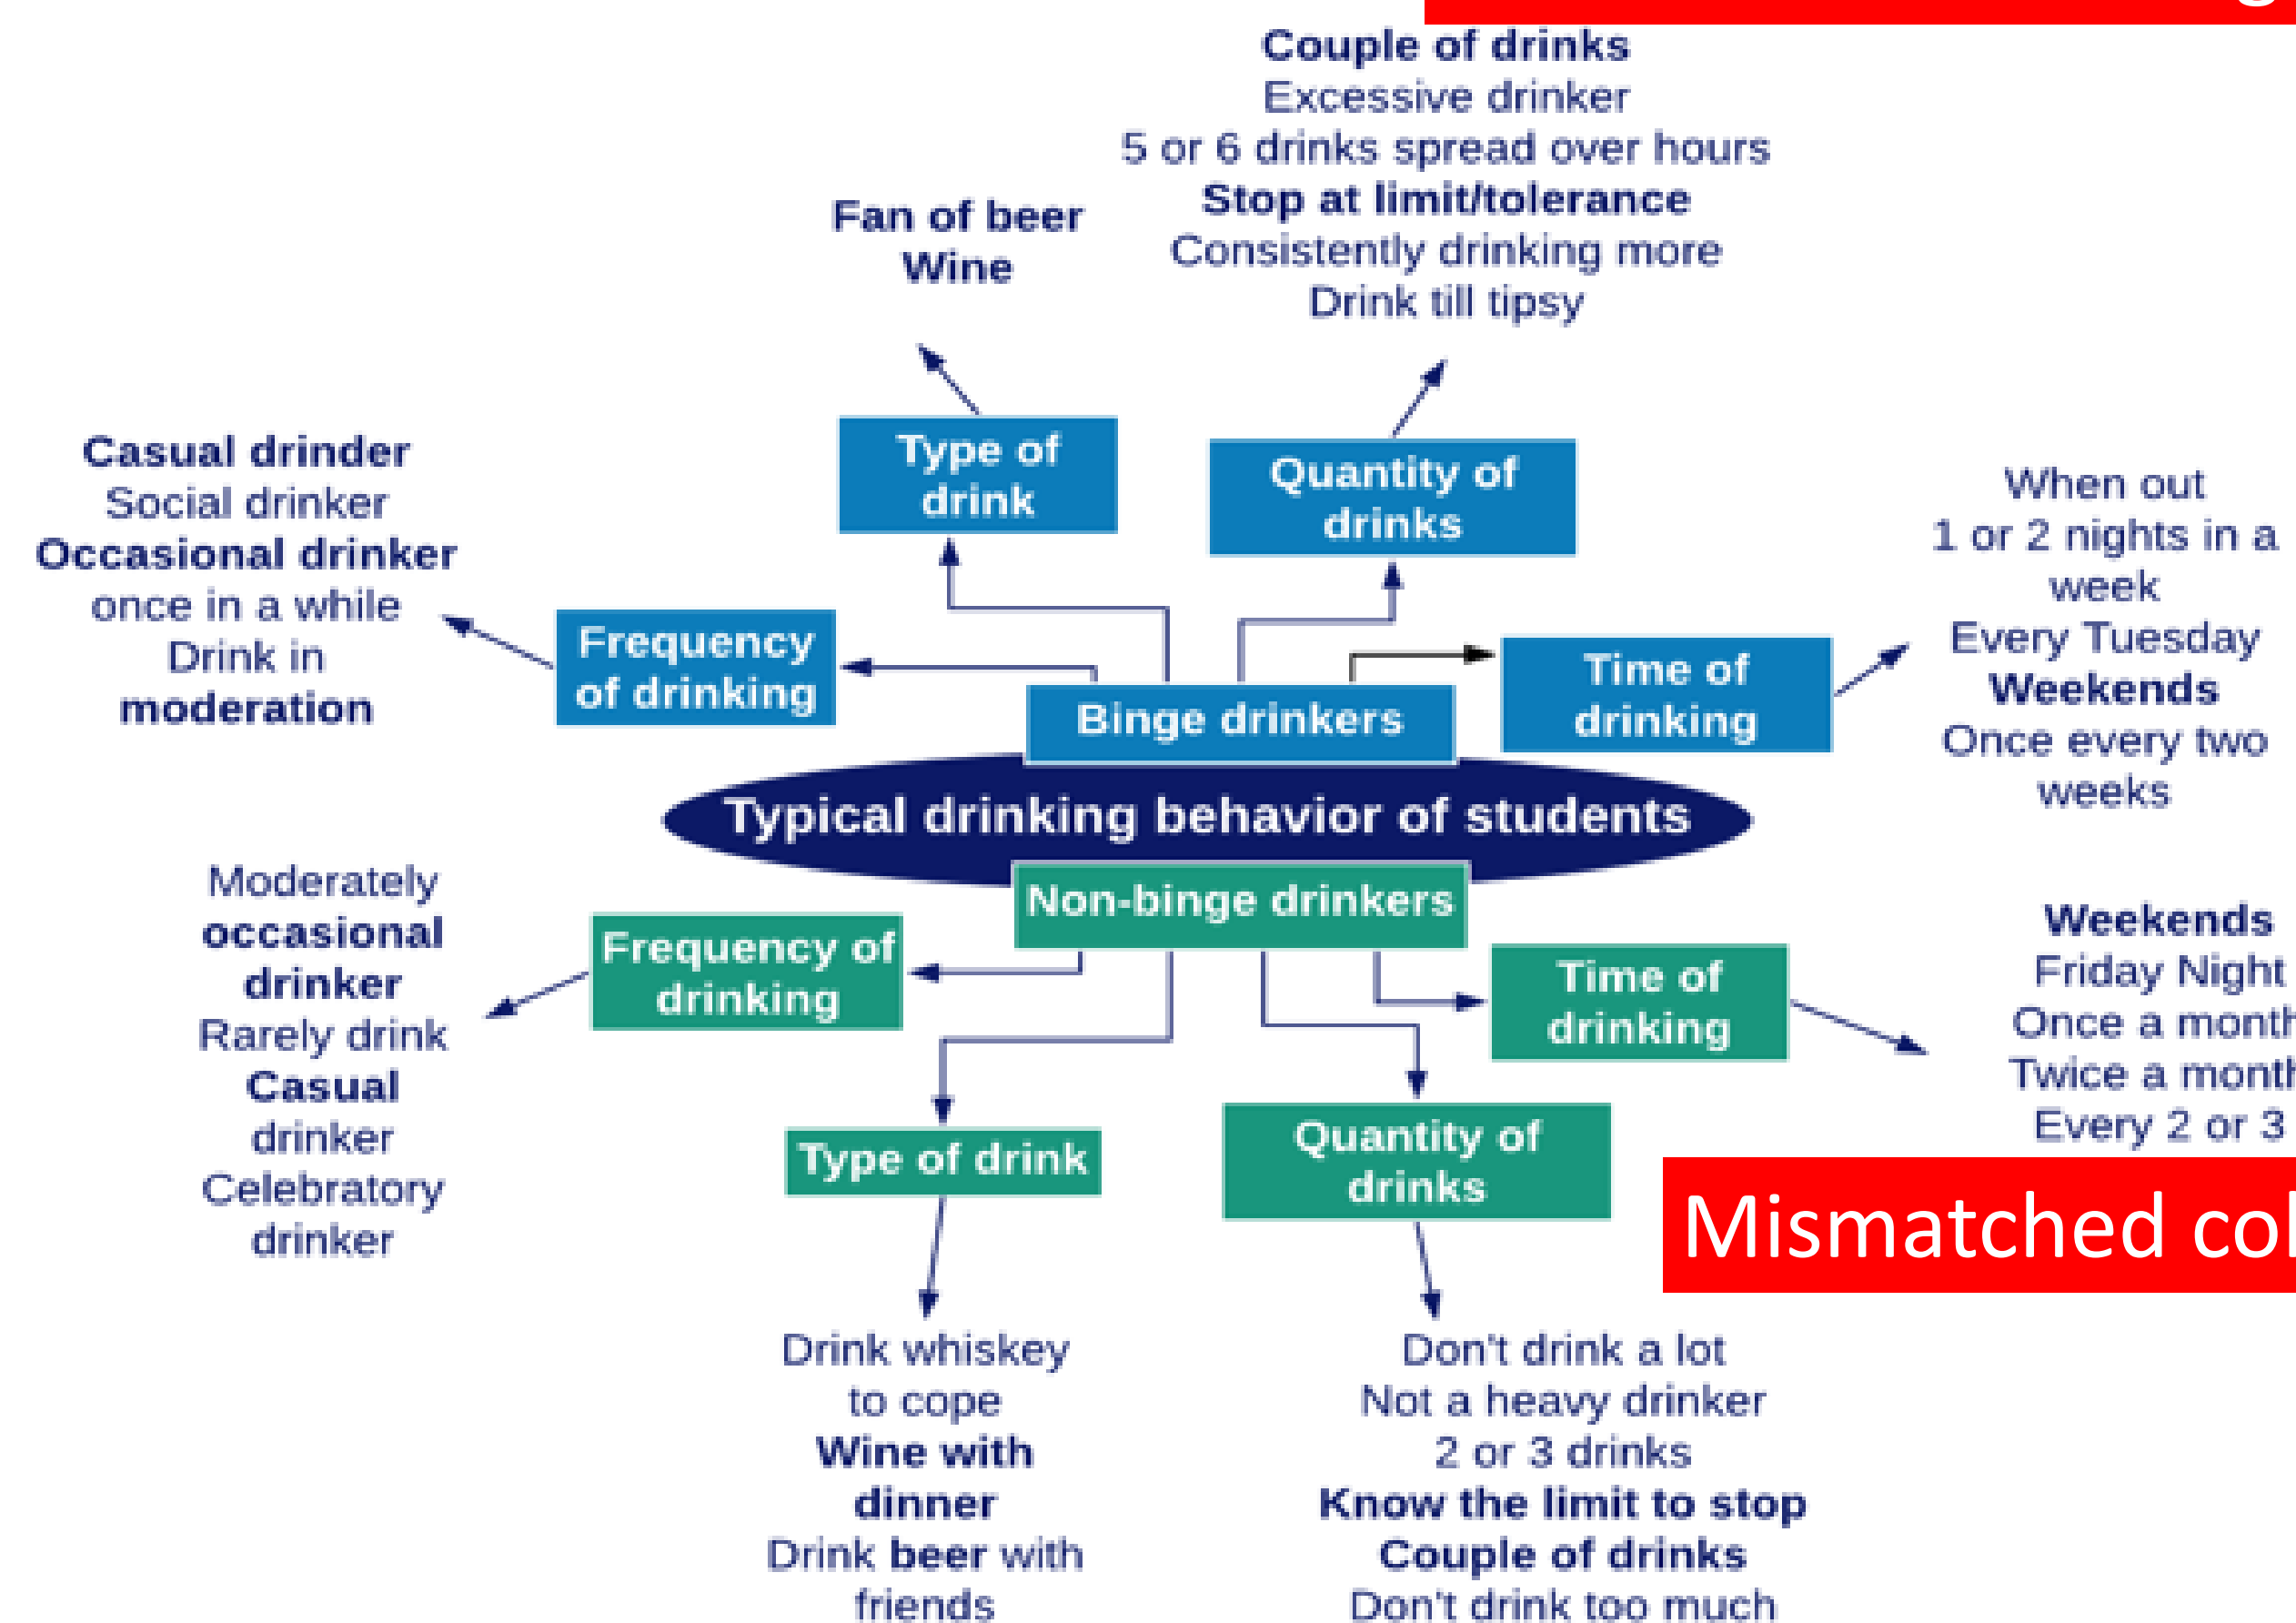 Couple of drinks
Excessive drinker
5 or 6 drinks spread over hours
Stop at limit/tolerance
Consistently drinking more
Drink till tipsy
Fan of beer
Wine
Type of
drink
Quantity of
drinks
Casual drinder
Social drinker
Occasional drinker
once in a while
Drink in
moderation
When out
1 or 2 nights in a
week
Every Tuesday
Weekends
Once every two
weeks
Frequency
of drinking
Time of
drinking
Binge drinkers
Typical drinking behavior of students
Non-binge drinkers
Moderately
occasional
drinker
Rarely drink
Casual
drinker
Celebratory
drinker
Frequency of
drinking
Time of
drinking
Weekends
Friday Night
Once a month
Twice a month
Every 2 or 3
Type of drink
Quantity of
drinks
Mismatched
Drink whiskey
to cope
Wine with
dinner
Drink beer with
friends
Don't drink a lot
Not a heavy drinker
2 or 3 drinks
Know the limit to stop
Couple of drinks
Don't drink too much